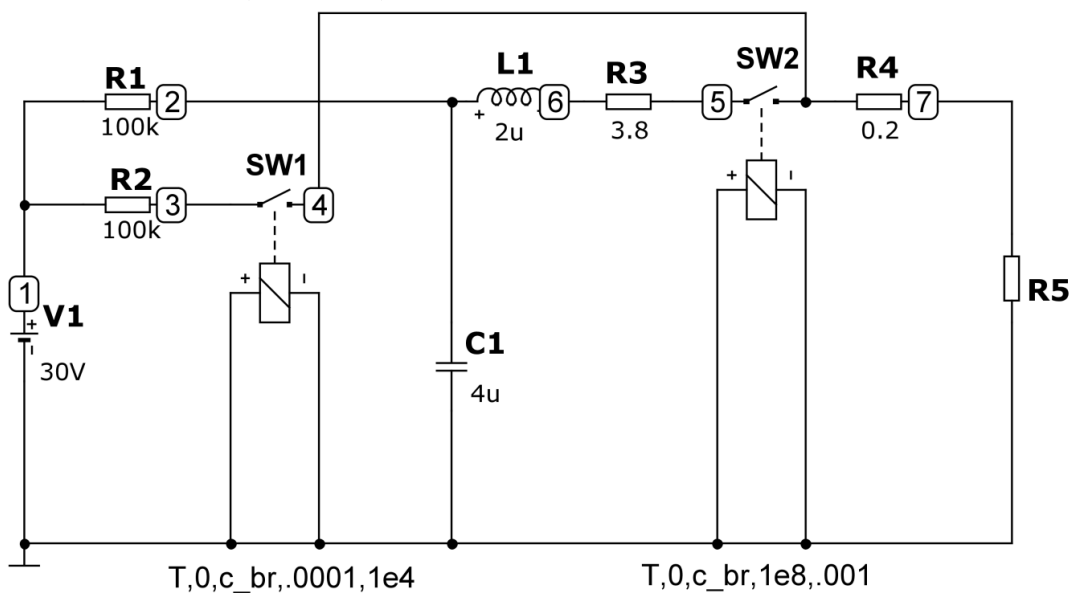 SW2
L1
R3
R4
R1
2
6
5
7
100k
2u
3.8
0.2
SW1
R2
3
4
100k
1
V1
R5
30V
C1
4u
T,0,c_br,.0001,1e4
T,0,c_br,1e8,.001